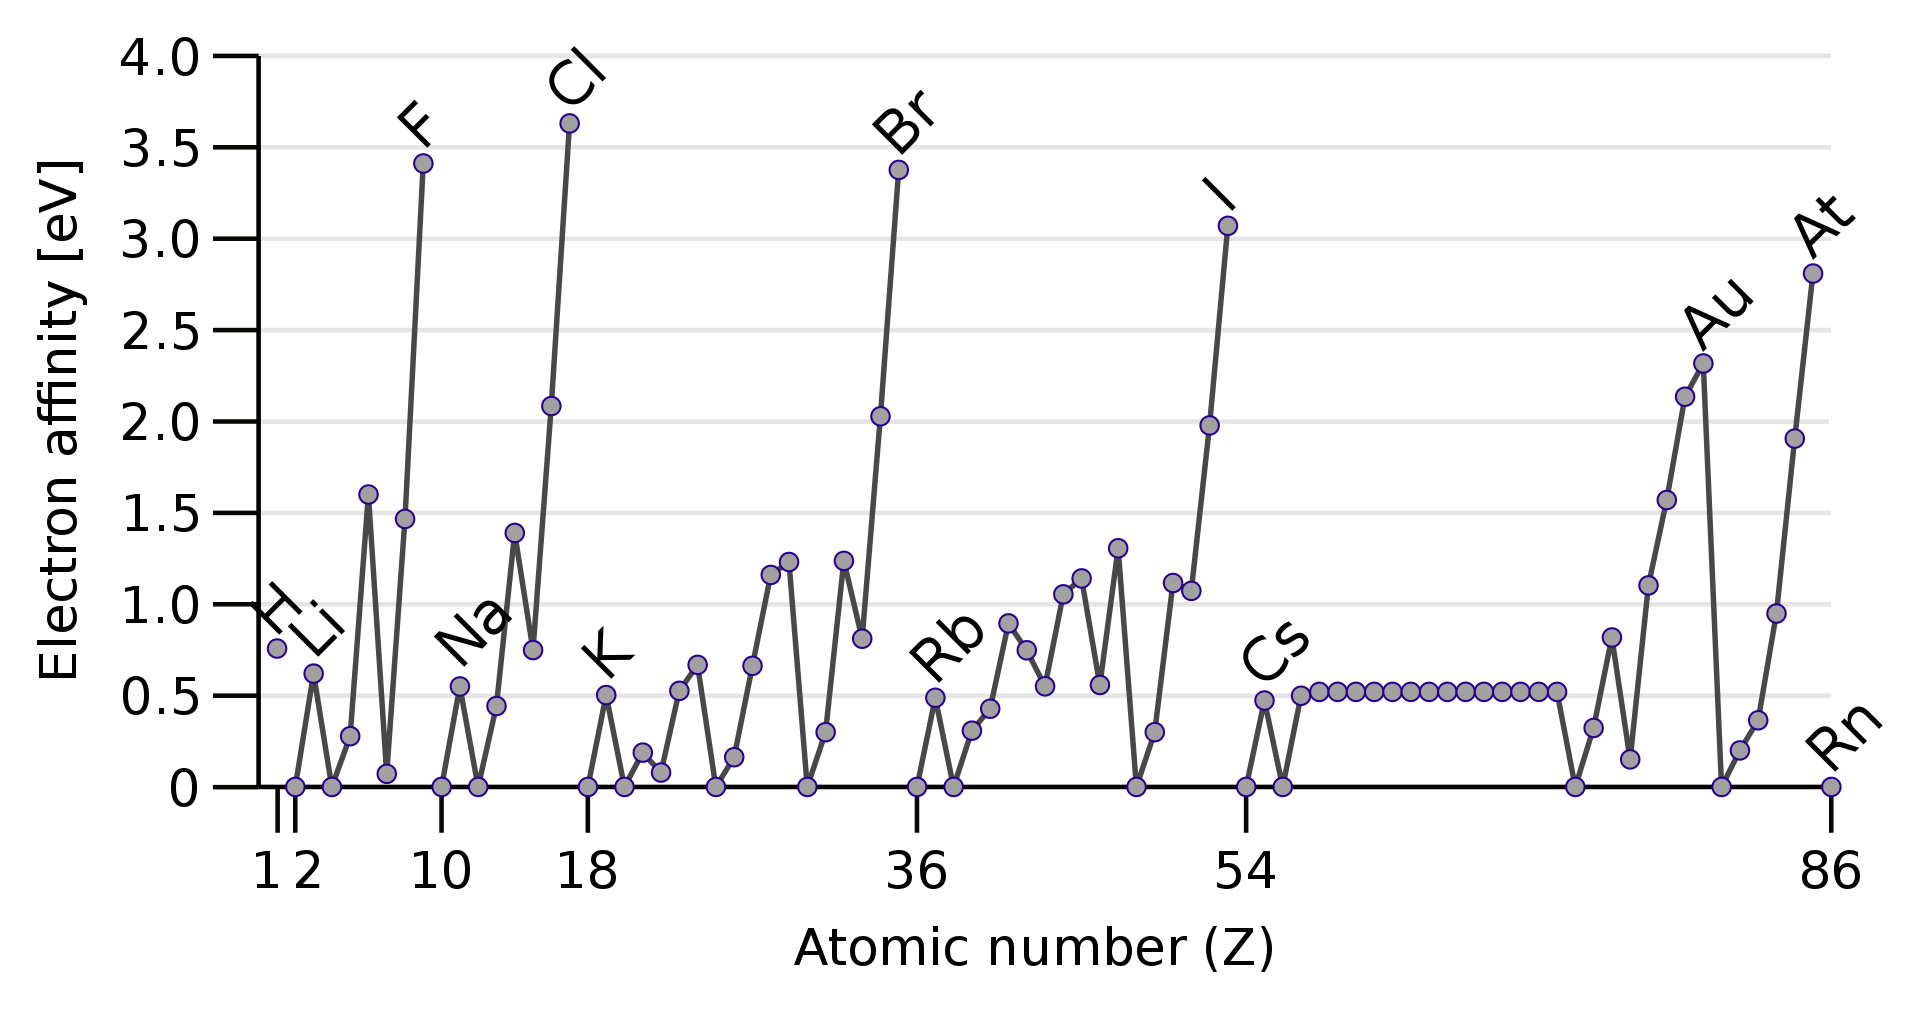 Electron affinity [eV]
4.0
3.5
3.0
2.5
2.0
1.5
1.0
0.5
0
H
Li
F
Na
Cl
K
Br
Rb
I
Cs
Au
At
Rn
1 2 10 18 36 54 86
Atomic number (Z)